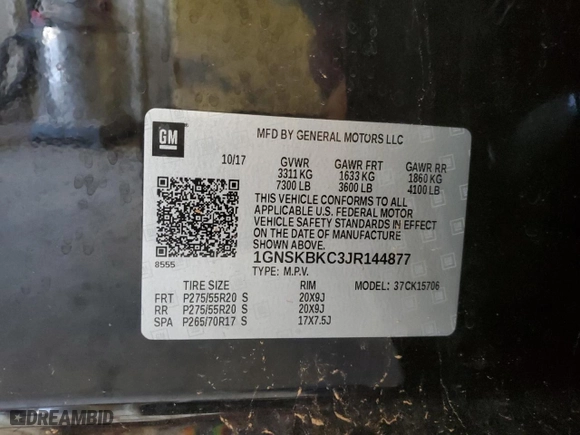 GM
MFD BY GENERAL MOTORS LLC
10/17 GVWR GAWR FRT GAWR RR
3311 KG 1633 KG 1860 KG
7300 LB 3600 LB 4100 LB
THIS VEHICLE CONFORMS TO ALL
APPLICABLE U.S. FEDERAL MOTOR
VEHICLE SAFETY STANDARDS IN EFFECT
ON THE DATE OF MANUFACTURE SHOWN ABOVE.
8555
1GNSKBKC3JR144877
TYPE: M.P.V.
MODEL: 37CK15706
TIRE SIZE RIM
FRT P275/55R20 S 20X9J
RR P275/55R20 S 20X9J
SPA P265/70R17 S 17X7.5J
DREAMBID